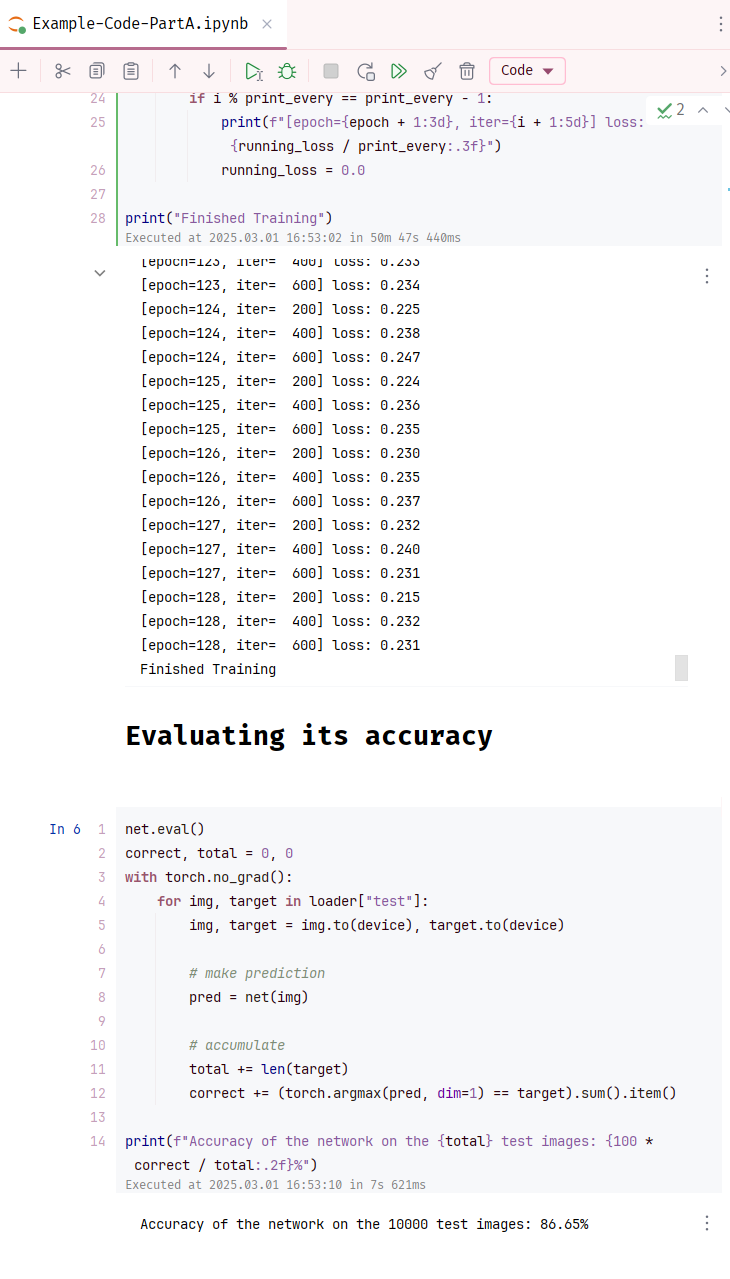 Example-Code-PartA.ipynb
Code
24 if i % print_every == print_every - 1:
2
25 print(f"[epoch={epoch + 1:3d}, iter={i + 1:5d}] loss:
{running_loss / print_every:.3f}")
26 running_loss = 0.0
27
28 print("Finished Training")
Executed at 2025.03.01 16:53:02 in 50m 47s 440ms
[epoch=123, iter=  400] loss: 0.233
[epoch=123, iter=  600] loss: 0.234
[epoch=124, iter=  200] loss: 0.225
[epoch=124, iter=  400] loss: 0.238
[epoch=124, iter=  600] loss: 0.247
[epoch=125, iter=  200] loss: 0.224
[epoch=125, iter=  400] loss: 0.236
[epoch=125, iter=  600] loss: 0.235
[epoch=126, iter=  200] loss: 0.230
[epoch=126, iter=  400] loss: 0.235
[epoch=126, iter=  600] loss: 0.237
[epoch=127, iter=  200] loss: 0.232
[epoch=127, iter=  400] loss: 0.240
[epoch=127, iter=  600] loss: 0.231
[epoch=128, iter=  200] loss: 0.215
[epoch=128, iter=  400] loss: 0.232
[epoch=128, iter=  600] loss: 0.231
Finished Training
Evaluating its accuracy
In 6 1 net.eval()
2 correct, total = 0, 0
3 with torch.no_grad():
4 for img, target in loader["test"]:
5 img, target = img.to(device), target.to(device)
6
7 # make prediction
8 pred = net(img)
9
10 # accumulate
11 total += len(target)
12 correct += (torch.argmax(pred, dim=1) == target).sum().item()
13
14 print(f"Accuracy of the network on the {total} test images: {100 *
correct / total:.2f}%")
Executed at 2025.03.01 16:53:10 in 7s 621ms
Accuracy of the network on the 10000 test images: 86.65%